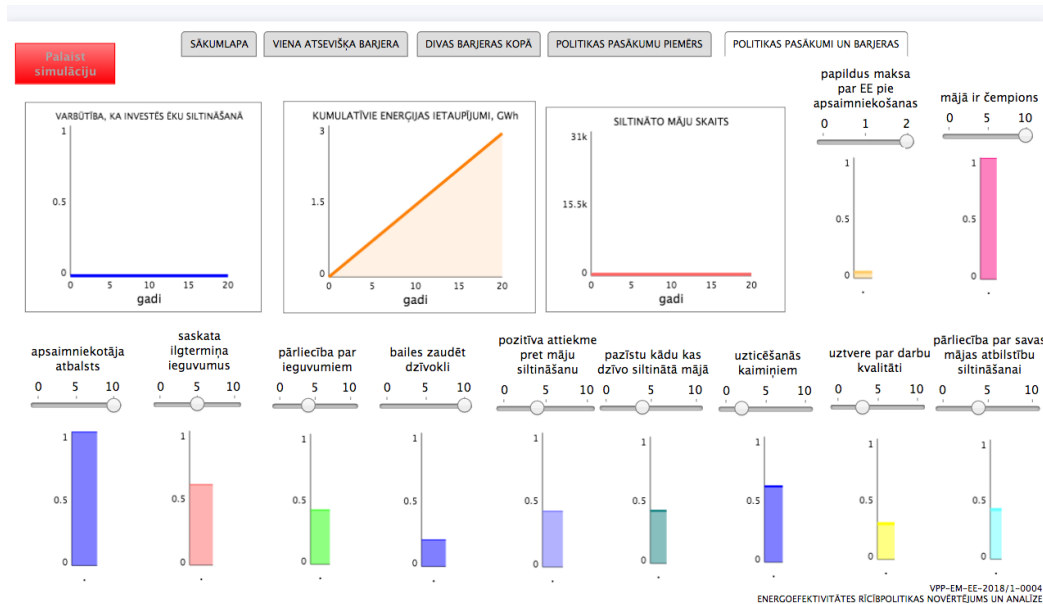 Palaist
simulāciju
SĀKUMLAPA
VIENA ATSEVIŠĶA BARJERA
DIVAS BARJERAS KOPĀ
POLITIKAS PASĀKUMU PIEMĒRS
POLITIKAS PASĀKUMI UN BARJERAS
VARBŪTĪBA, KA INVESTĒS ĒKU SILTINĀŠANĀ
1
0.5
0
0 5 10 15 20
gadi
KUMULATĪVIE ENERĢIJAS IETAUPĪJUMI, GWh
3
1.5
0
0 5 10 15 20
gadi
SILTINĀTO MĀJU SKAITS
31k
15.5k
0
0 5 10 15 20
gadi
papildus maksa
par EE pie
apsaimniekošanas
0 1 2
1
0.5
0
.
mājā ir čempions
0 5 10
1
0.5
0
.
apsaimniekotāja
atbalsts
0 5 10
1
0.5
0
.
saskata
ilgtermiņa
ieguvumus
0 5 10
1
0.5
0
.
pārliecība par
ieguvumiem
0 5 10
1
0.5
0
.
bailes zaudēt
dzīvokli
0 5 10
1
0.5
0
.
pozitīva attiekme
pret māju
siltināšanu
0 5 10
1
0.5
0
.
pazīstu kādu kas
dzīvo siltinātā mājā
0 5 10
1
0.5
0
.
uzticēšanās
kaimiņiem
0 5 10
1
0.5
0
.
uztvere par darbu
kvalitāti
0 5 10
1
0.5
0
.
pārliecība par savas
mājas atbilstību
siltināšanai
0 5 10
1
0.5
0
.
VPP-EM-EE-2018/1-0004
ENERGOEFEKTIVITĀTES RĪCĪBPOLITIKAS NOVĒRTĒJUMS UN ANALĪZE